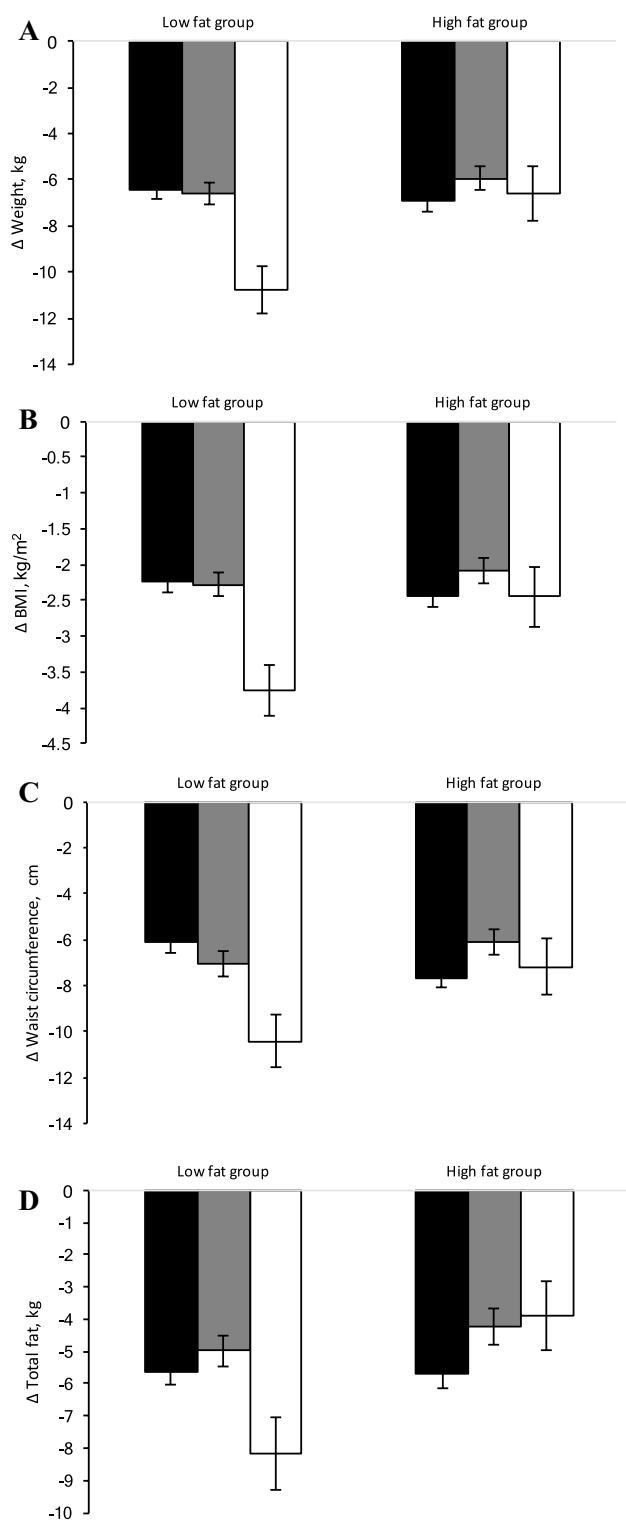 A
Low fat group
High fat group
0
-2
-4
-6
-8
-10
-12
-14
Δ Weight, kg
B
Low fat group
High fat group
0
-0.5
-1
-1.5
-2
-2.5
-3
-3.5
-4
-4.5
Δ BMI, kg/m²
C
Low fat group
High fat group
0
-2
-4
-6
-8
-10
-12
-14
Δ Waist circumference, cm
D
Low fat group
High fat group
0
-1
-2
-3
-4
-5
-6
-7
-8
-9
-10
Δ Total fat, kg